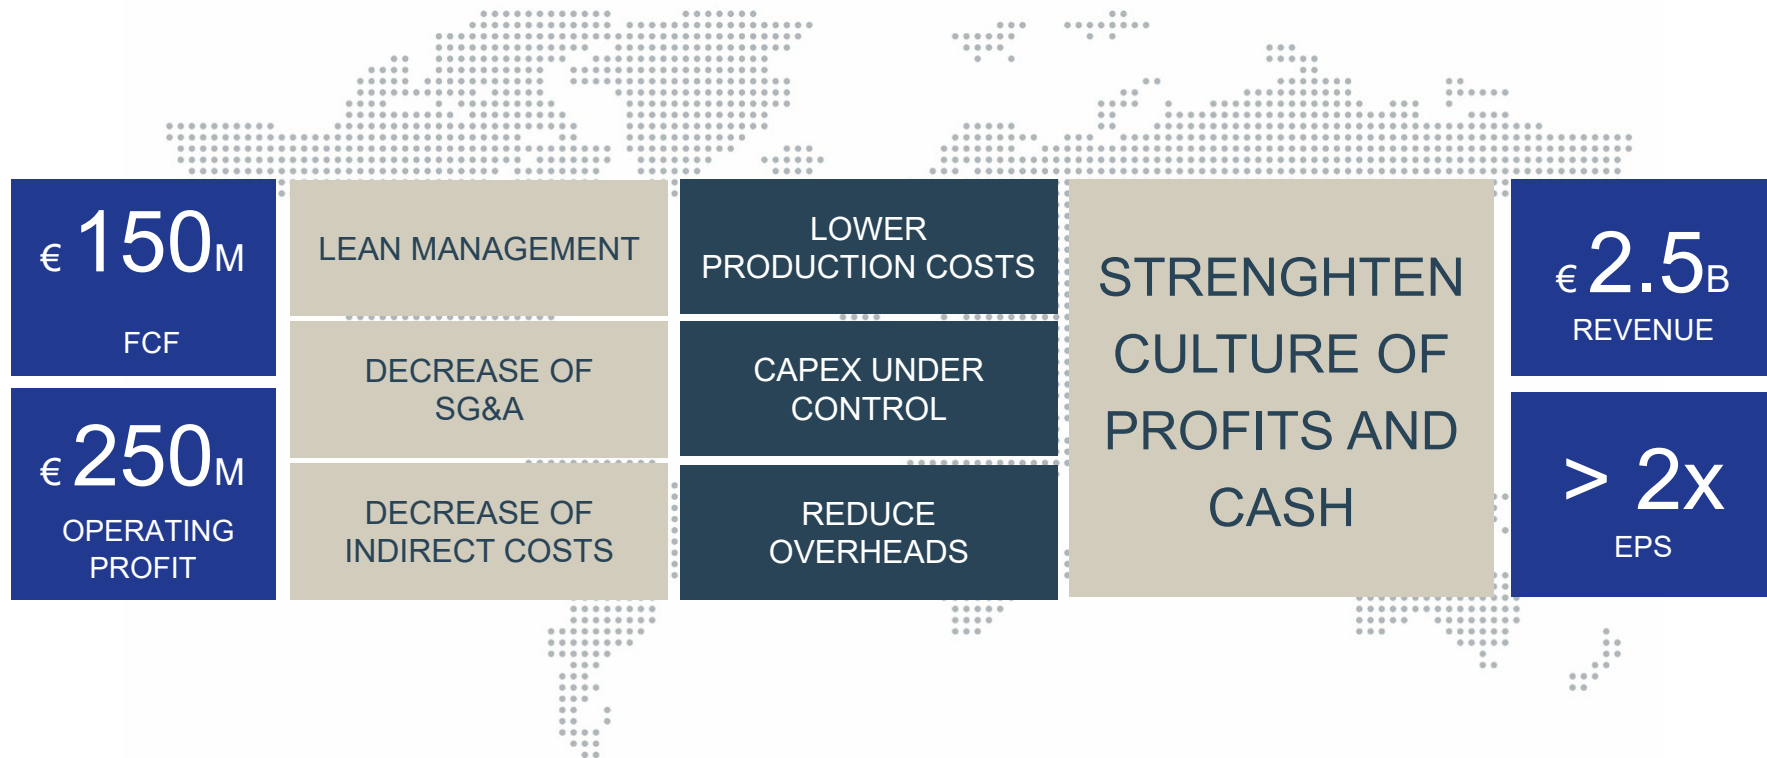 € 150M
FCF
€ 250M
OPERATING
PROFIT
LEAN MANAGEMENT
DECREASE OF
SG&A
DECREASE OF
INDIRECT COSTS
LOWER
PRODUCTION COSTS
CAPEX UNDER
CONTROL
REDUCE
OVERHEADS
STRENGHTEN
CULTURE OF
PROFITS AND
CASH
€ 2.5B
REVENUE
> 2x
EPS